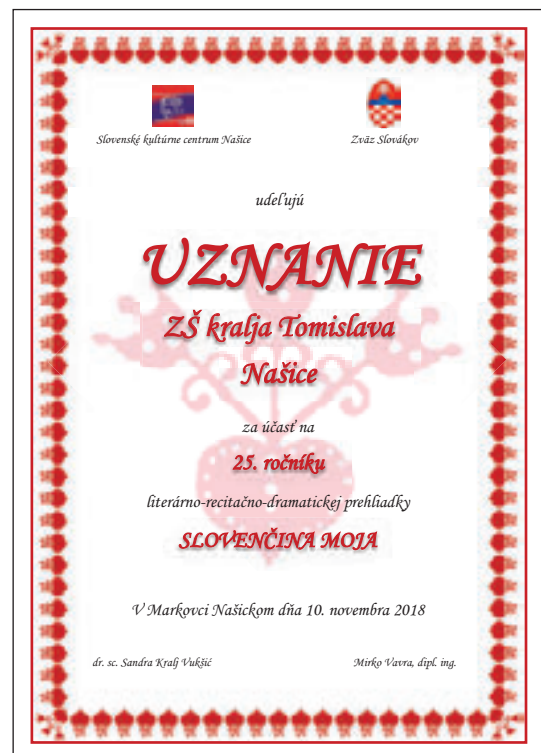 Slovenské kultúrne centrum Našice
Zväz Slovákov
udeľujú
UZNANIE
ZŠ kralja Tomislava
Našice
za účasť na
25. ročníku
literárno-recitačno-dramatickej prehliadky
SLOVENČINA MOJA
V Markovci Našickom dňa 10. novembra 2018
dr. sc. Sandra Kralj Vukšić
Mirko Vavra, dipl. ing.